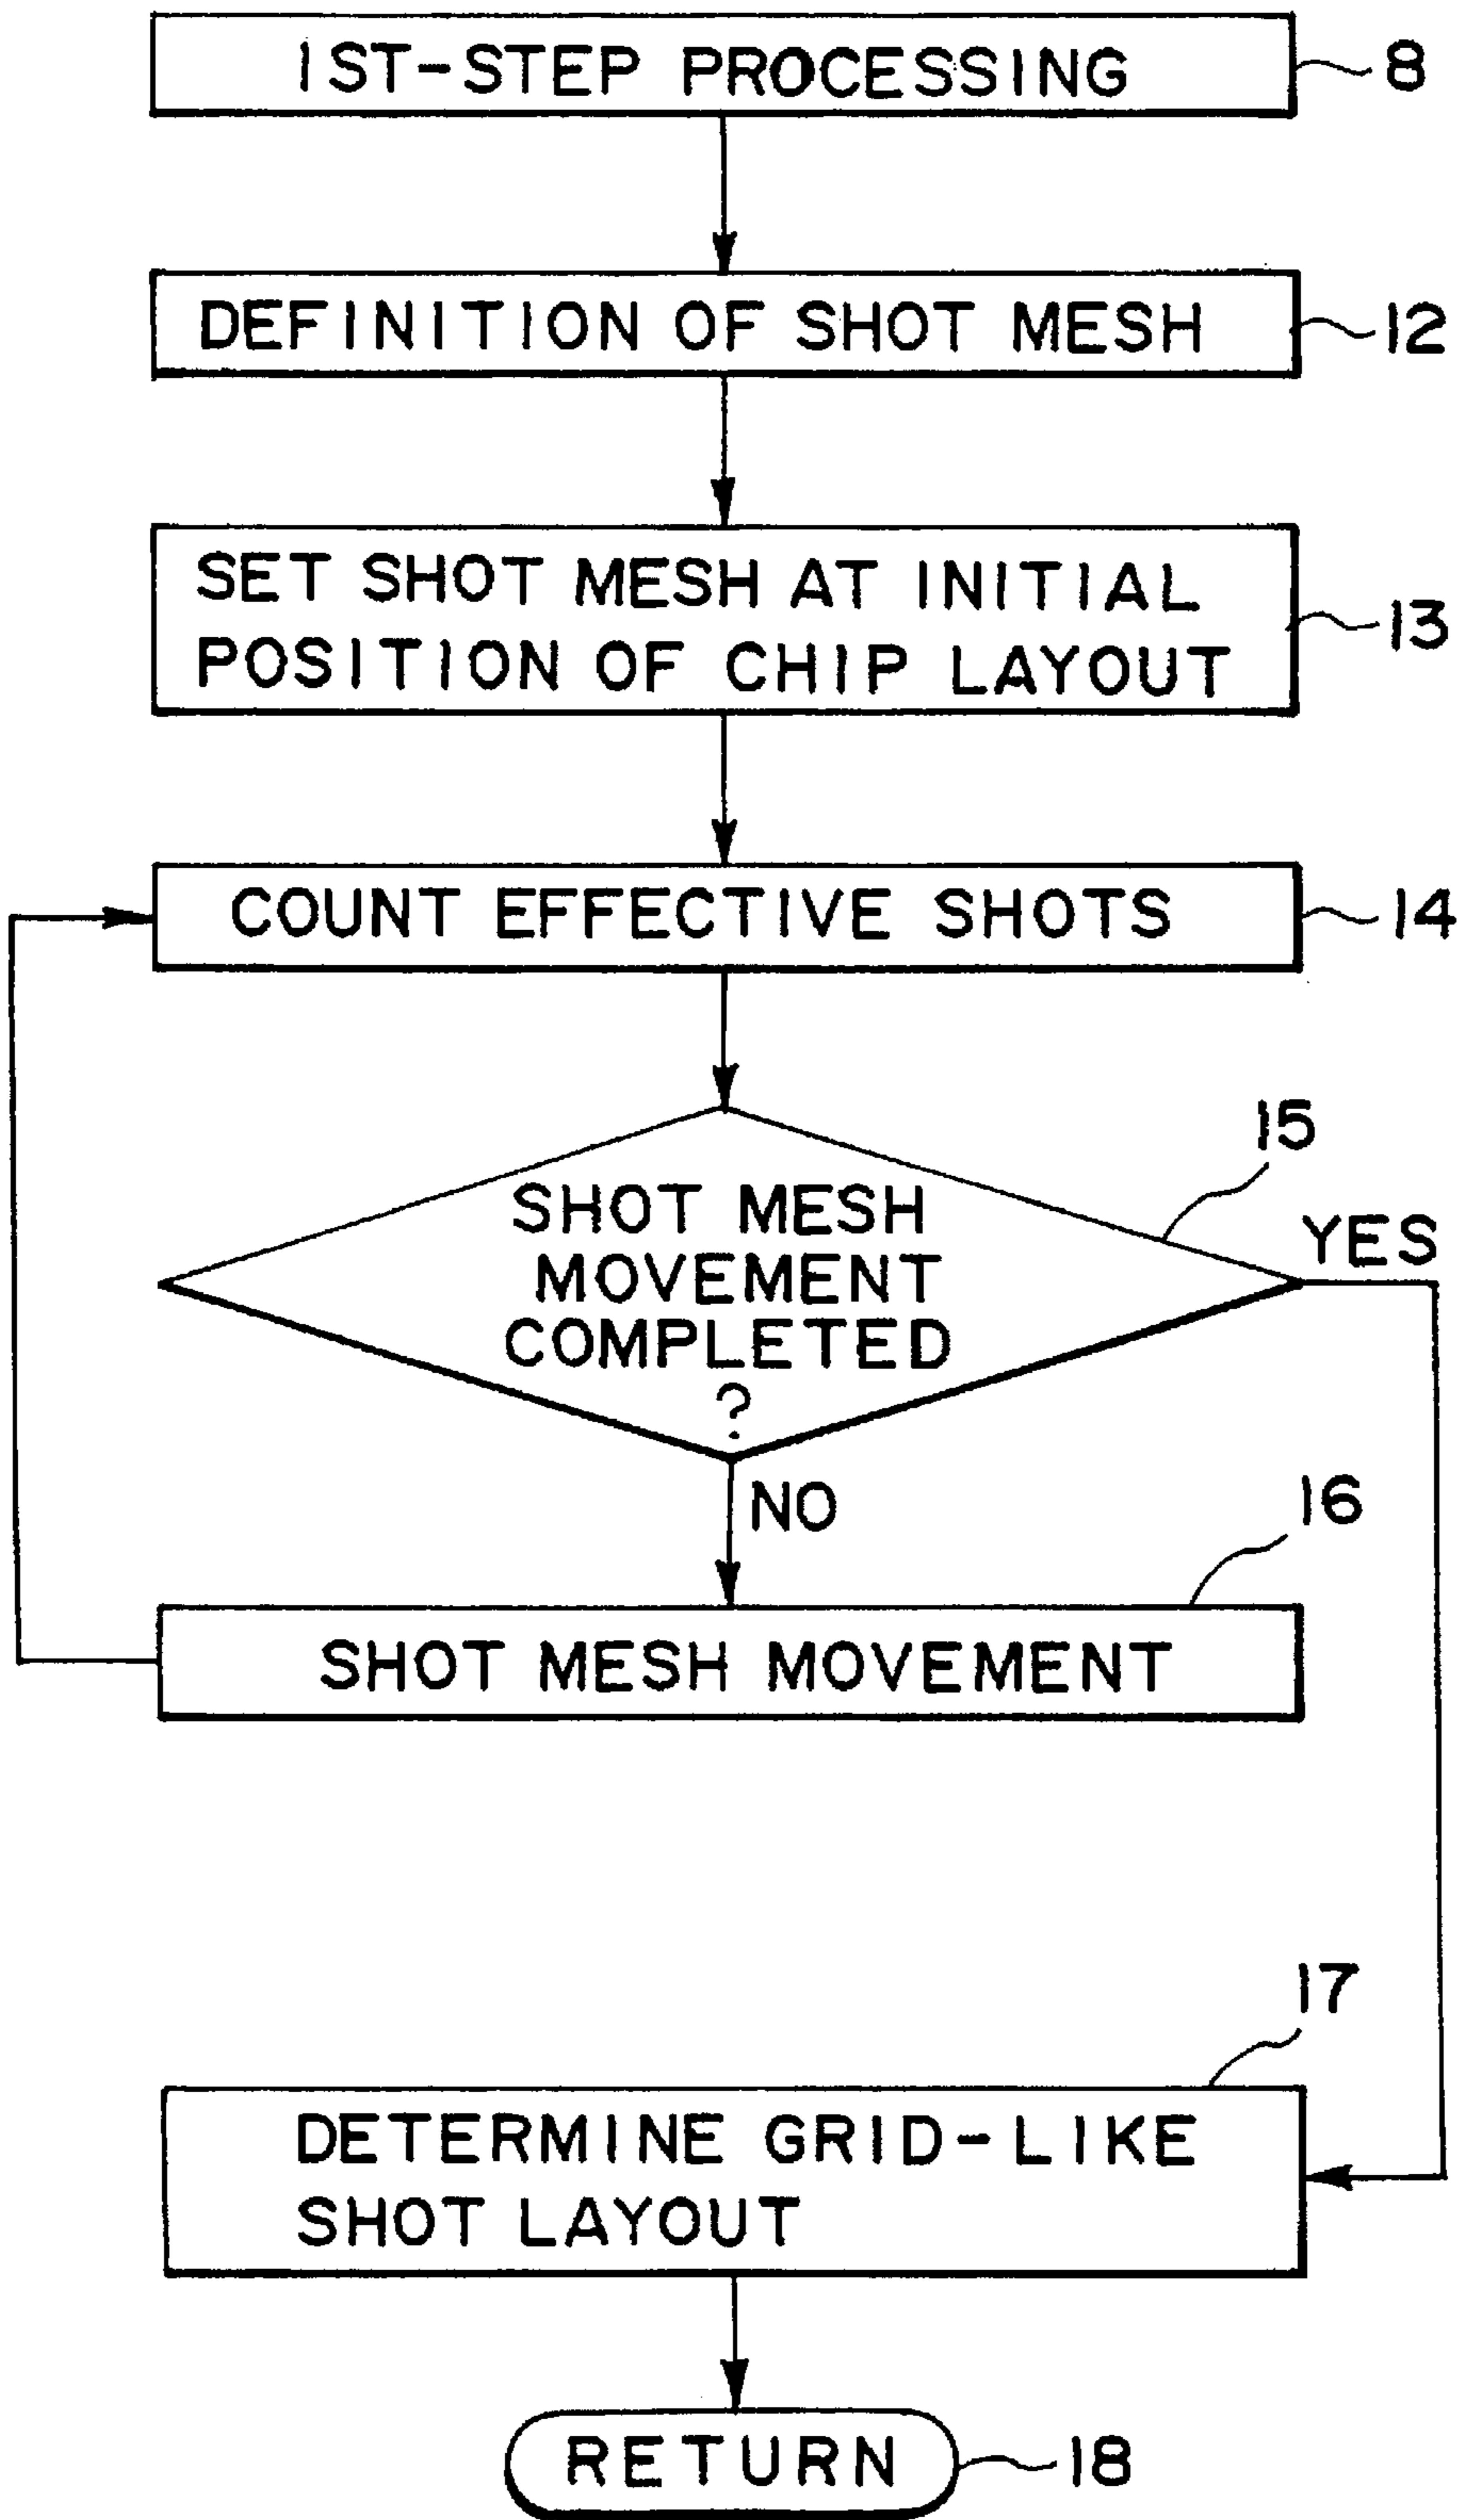 1ST-STEP PROCESSING
8
DEFINITION OF SHOT MESH
12
SET SHOT MESH AT INITIAL
POSITION OF CHIP LAYOUT
13
COUNT EFFECTIVE SHOTS
14
15
SHOT MESH
MOVEMENT
COMPLETED
?
YES
NO
16
SHOT MESH MOVEMENT
17
DETERMINE GRID-LIKE
SHOT LAYOUT
RETURN
18